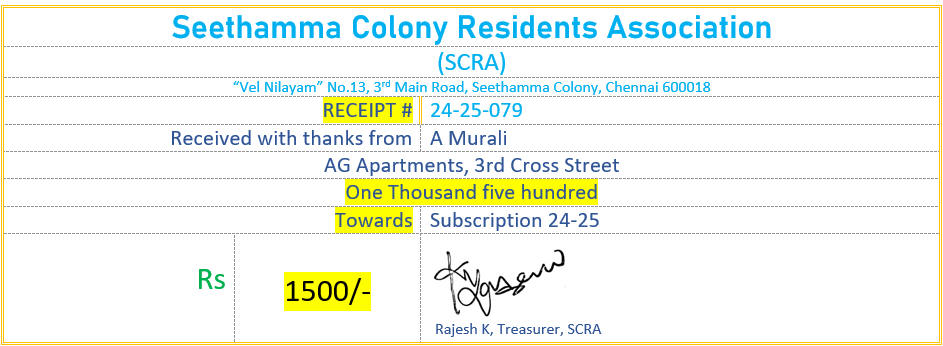 Seethamma Colony Residents Association
(SCRA)
“Vel Nilayam” No.13, 3rd Main Road, Seethamma Colony, Chennai 600018
RECEIPT # 24-25-079
Received with thanks from A Murali
AG Apartments, 3rd Cross Street
One Thousand five hundred
Towards Subscription 24-25
Rs 1500/-
Rajesh K, Treasurer, SCRA